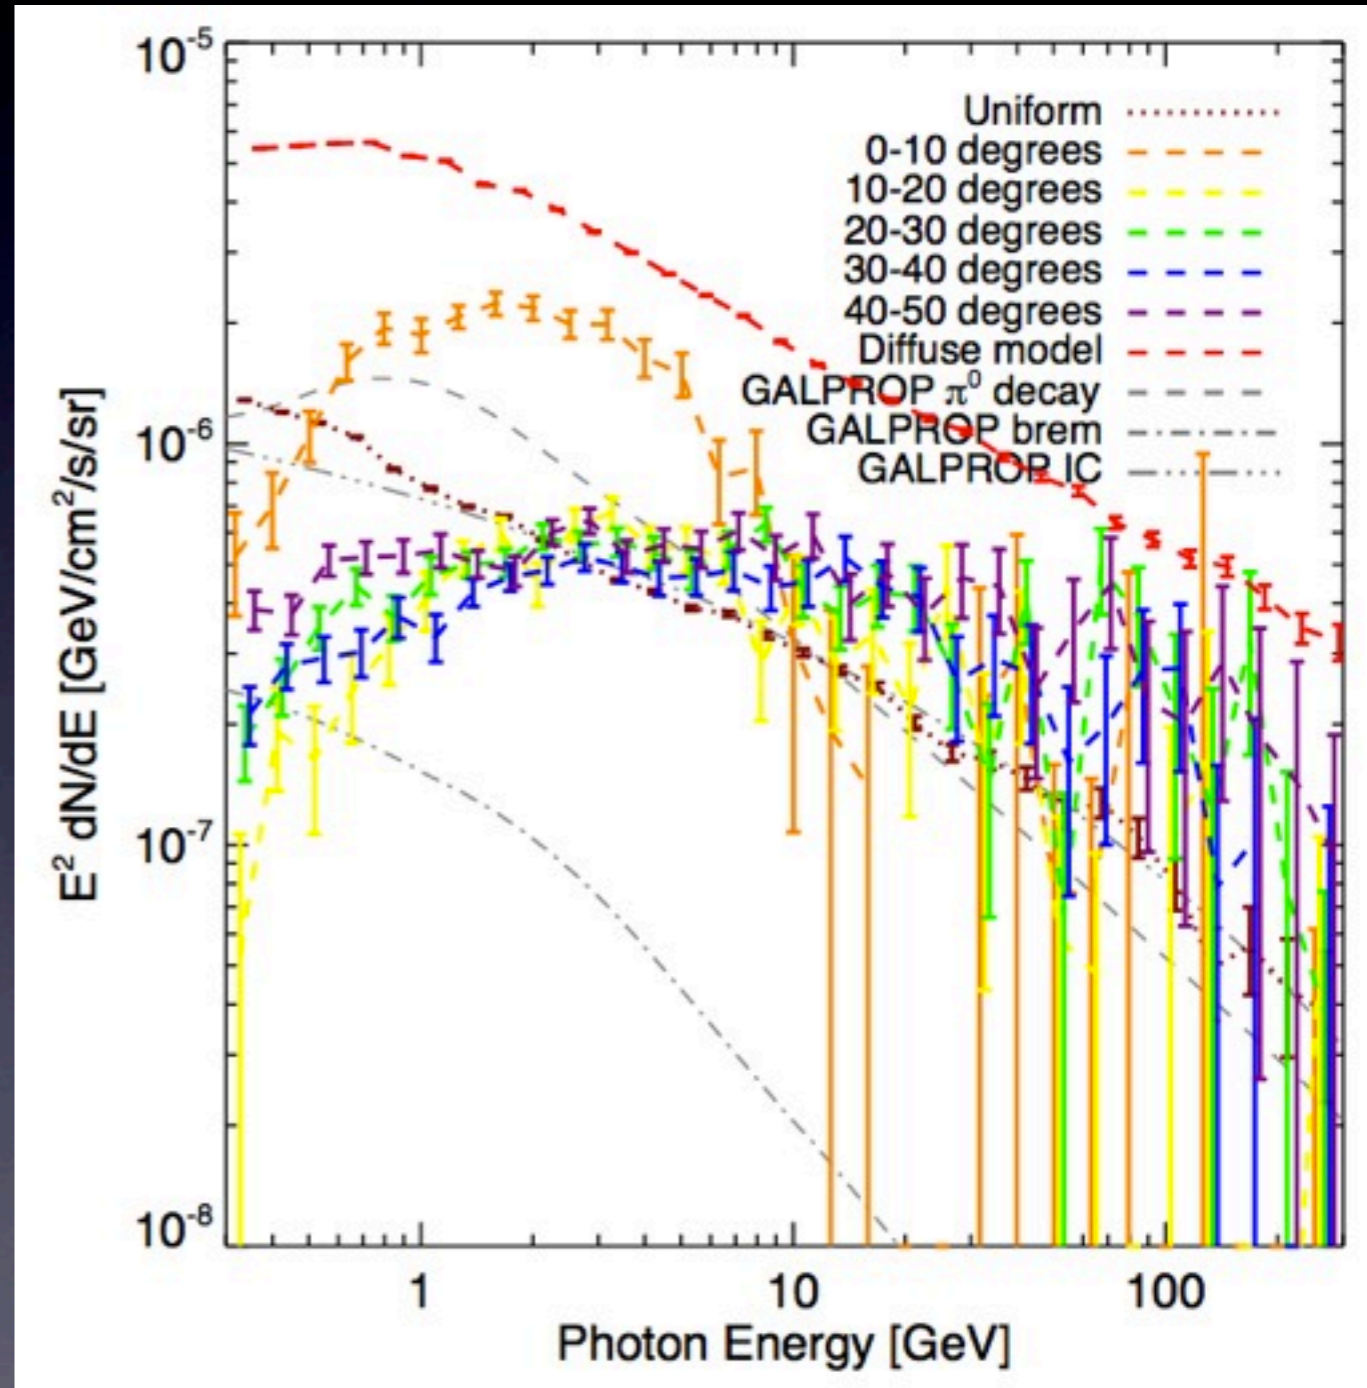 10-5
Uniform
0-10 degrees
10-20 degrees
20-30 degrees
30-40 degrees
40-50 degrees
Diffuse model
GALPROP π0 decay
GALPROP brem
GALPROP IC
10-6
10-7
10-8
E2 dN/dE [GeV/cm2/s/sr]
1 10 100
Photon Energy [GeV]